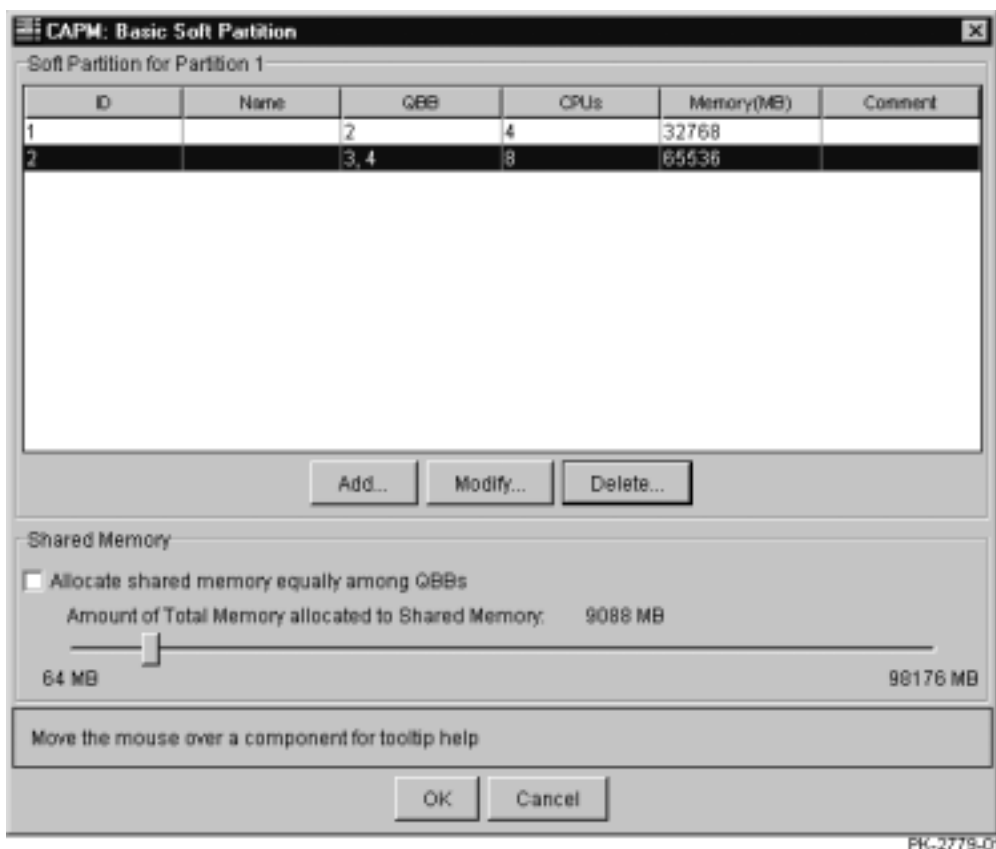 CAPM: Basic Soft Partition
Soft Partition for Partition 1
ID Name QBB CPUs Memory(MB) Comment
1 2 4 32768
2 3, 4 8 65536
Add... Modify... Delete...
Shared Memory
Allocate shared memory equally among QBBs
Amount of Total Memory allocated to Shared Memory: 9088 MB
64 MB 98176 MB
Move the mouse over a component for tooltip help
OK Cancel